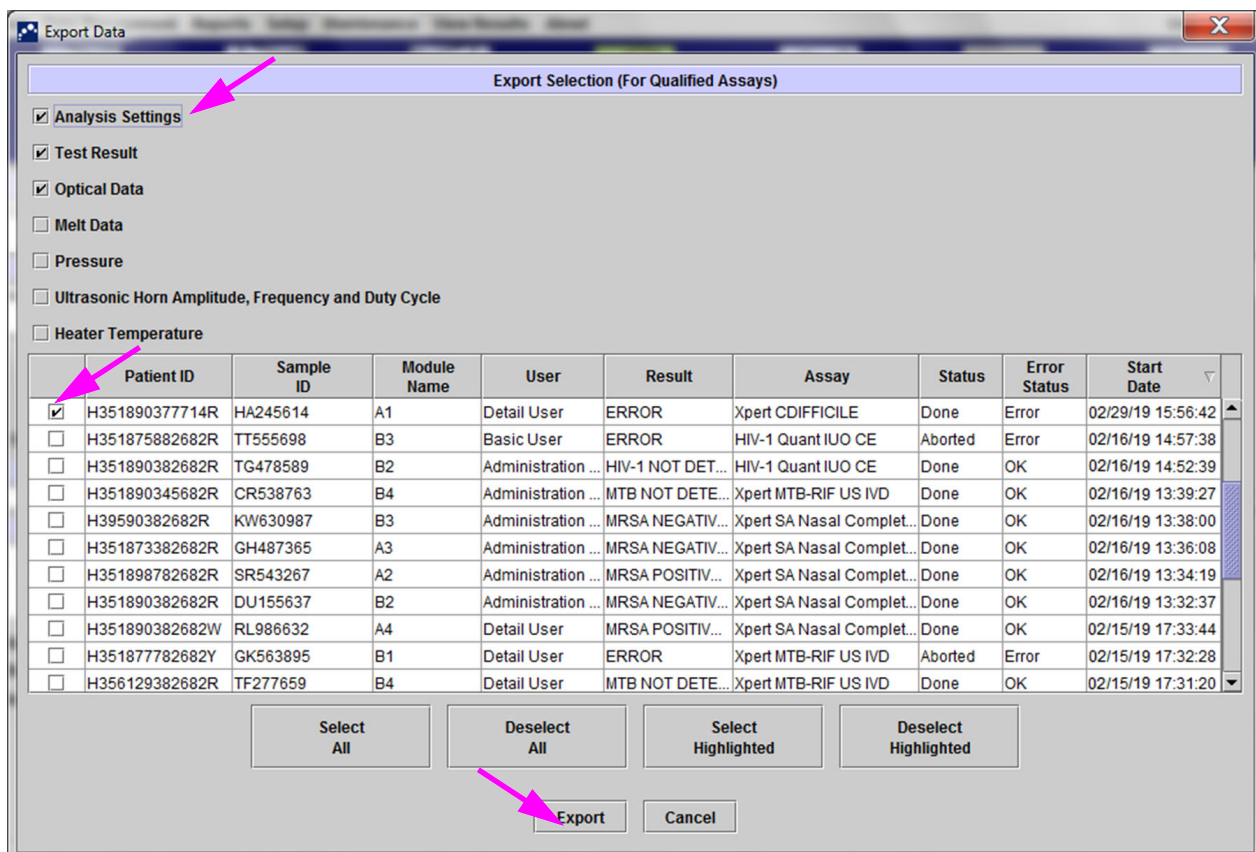 Export Data
Export Selection (For Qualified Assays)
Analysis Settings
Test Result
Optical Data
Melt Data
Pressure
Ultrasonic Horn Amplitude, Frequency and Duty Cycle
Heater Temperature
Patient ID Sample ID Module Name User Result Assay Status Error Status Start Date
H351890377714R HA245614 A1 Detail User ERROR Xpert CDIFFICILE Done Error 02/29/19 15:56:42
H351875882682R TT555698 B3 Basic User ERROR HIV-1 Quant IUO CE Aborted Error 02/16/19 14:57:38
H351890382682R TG478589 B2 Administration ... HIV-1 NOT DET... HIV-1 Quant IUO CE Done OK 02/16/19 14:52:39
H351890345682R CR538763 B4 Administration ... MTB NOT DETE... Xpert MTB-RIF US IVD Done OK 02/16/19 13:39:27
H39590382682R KW630987 B3 Administration ... MRSA NEGATIV... Xpert SA Nasal Complet... Done OK 02/16/19 13:38:00
H351873382682R GH487365 A3 Administration ... MRSA NEGATIV... Xpert SA Nasal Complet... Done OK 02/16/19 13:36:08
H351898782682R SR543267 A2 Administration ... MRSA POSITIV... Xpert SA Nasal Complet... Done OK 02/16/19 13:34:19
H351890382682R DU155637 B2 Administration ... MRSA NEGATIV... Xpert SA Nasal Complet... Done OK 02/16/19 13:32:37
H351890382682W RL986632 A4 Detail User MRSA POSITIV... Xpert SA Nasal Complet... Done OK 02/15/19 17:33:44
H351877782682Y GK563895 B1 Detail User ERROR Xpert MTB-RIF US IVD Aborted Error 02/15/19 17:32:28
H356129382682R TF277659 B4 Detail User MTB NOT DETE... Xpert MTB-RIF US IVD Done OK 02/15/19 17:31:20
Select All
Deselect All
Select Highlighted
Deselect Highlighted
Export Cancel